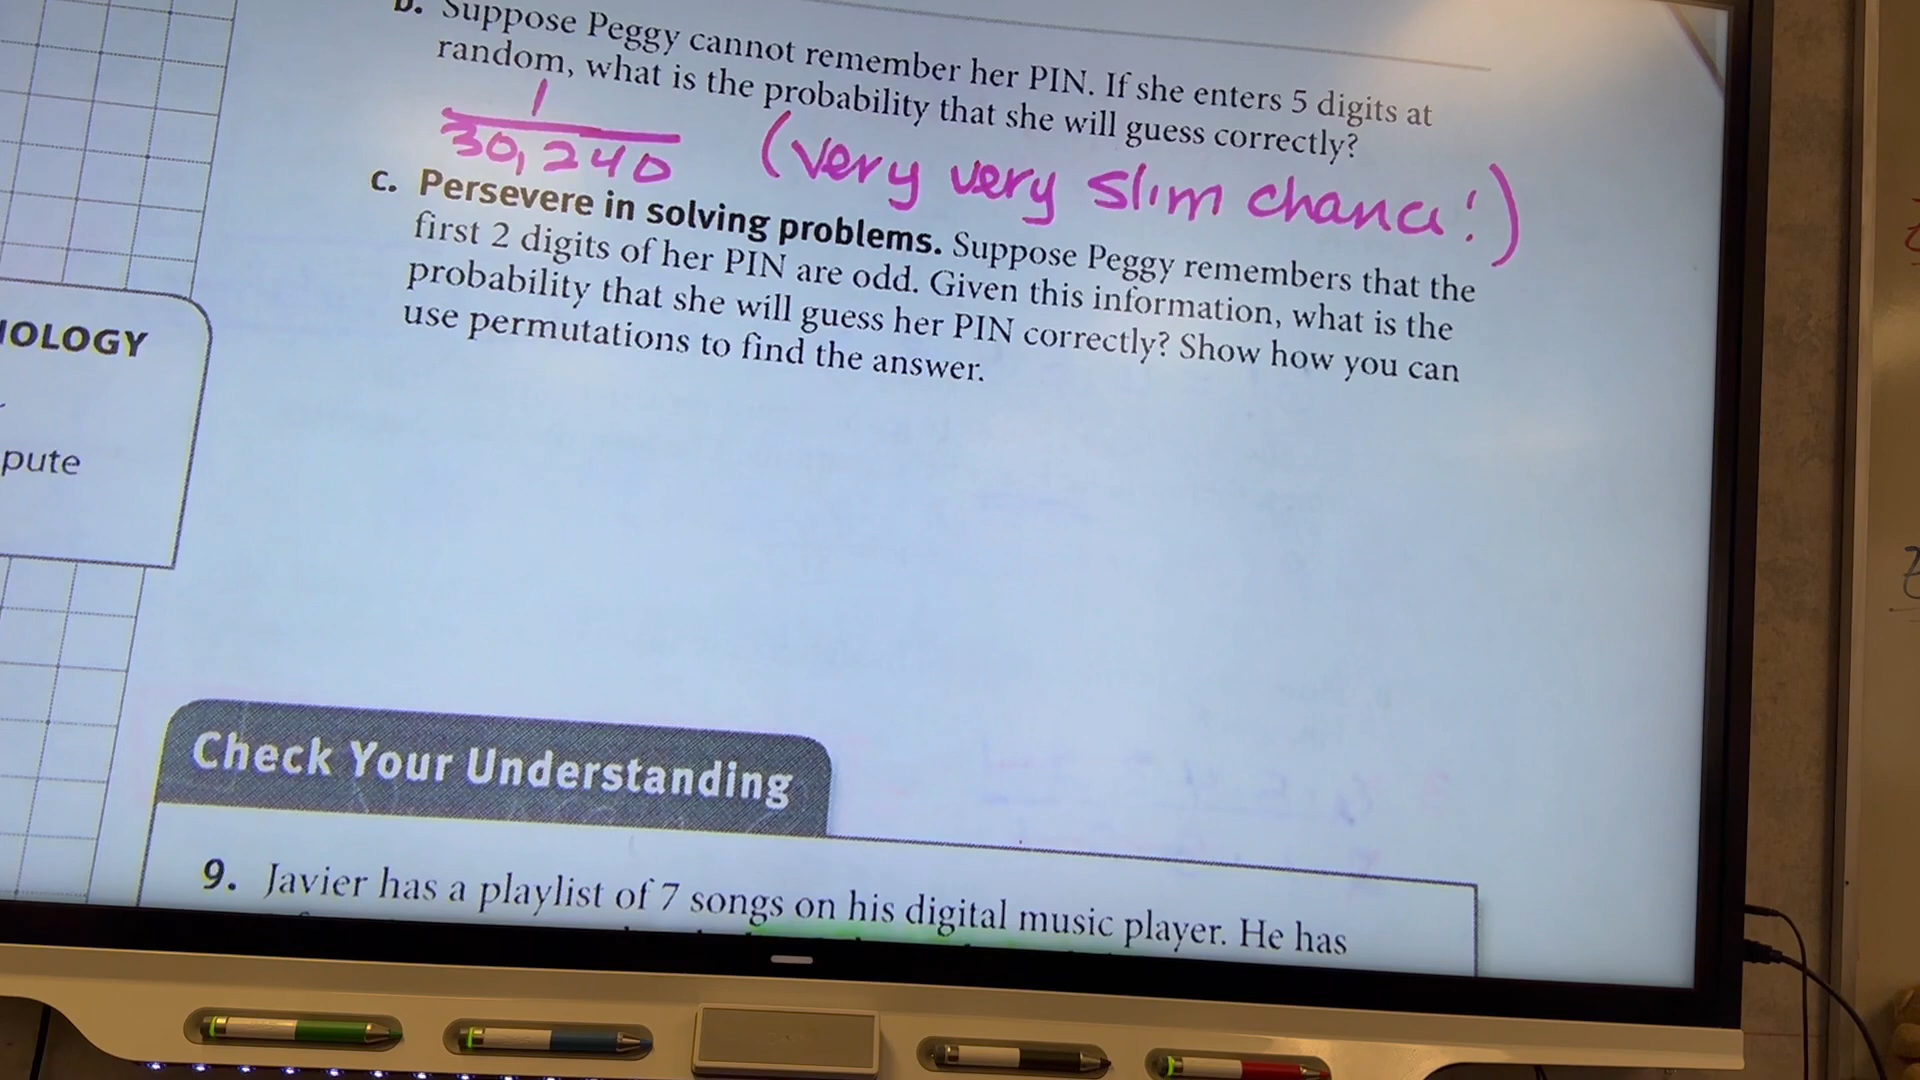 b. Suppose Peggy cannot remember her PIN. If she enters 5 digits at
random, what is the probability that she will guess correctly?
1
30,240 (very very slim chance!)
c. Persevere in solving problems. Suppose Peggy remembers that the
first 2 digits of her PIN are odd. Given this information, what is the
probability that she will guess her PIN correctly? Show how you can
use permutations to find the answer.
OLOGY
pute
Check Your Understanding
9. Javier has a playlist of 7 songs on his digital music player. He has